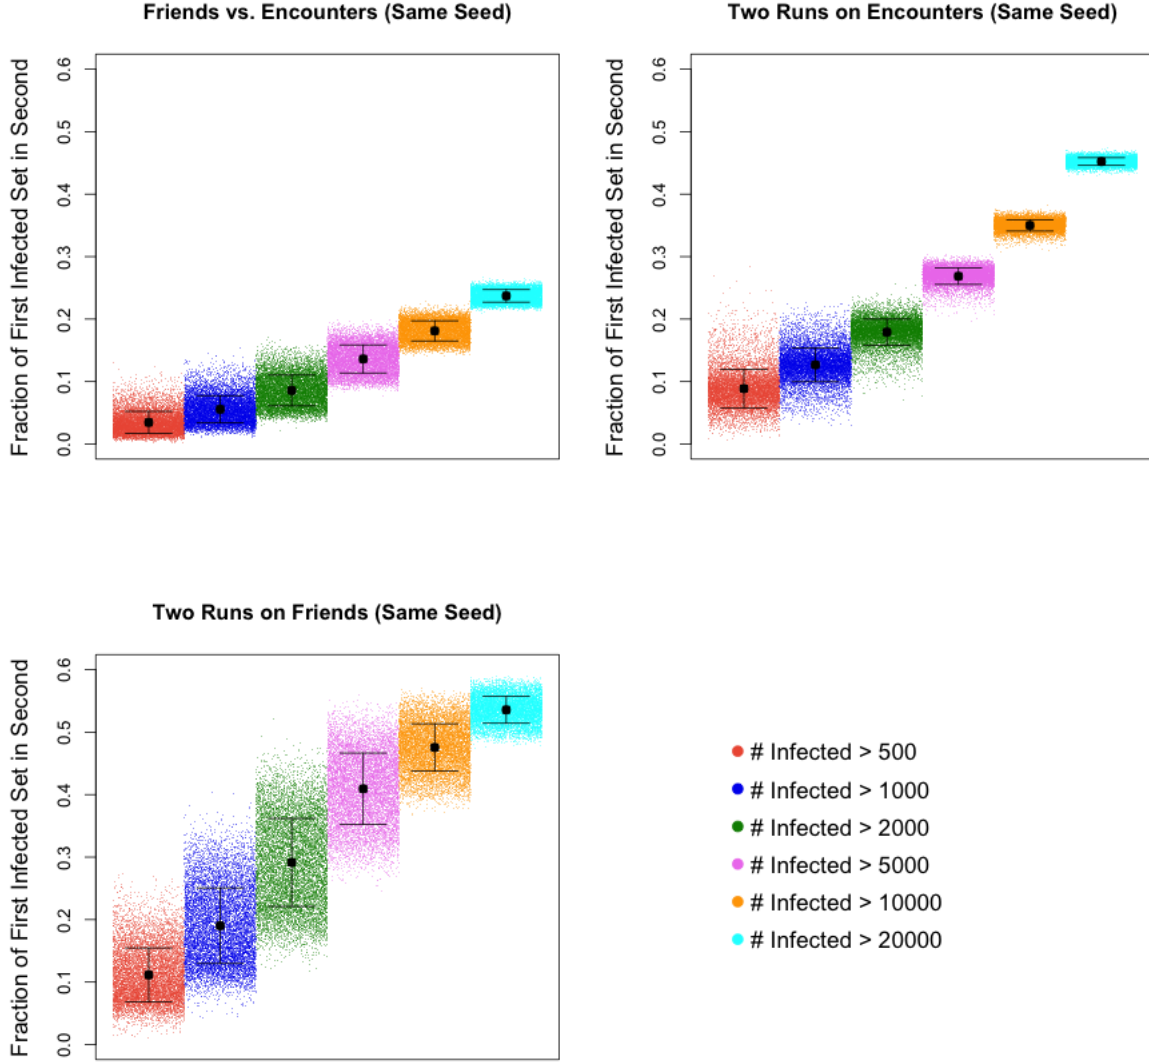 Friends vs. Encounters (Same Seed)
Fraction of First Infected Set in Second
0.6
0.5
0.4
0.3
0.2
0.1
0.0
Two Runs on Encounters (Same Seed)
Fraction of First Infected Set in Second
0.6
0.5
0.4
0.3
0.2
0.1
0.0
Two Runs on Friends (Same Seed)
Fraction of First Infected Set in Second
0.6
0.5
0.4
0.3
0.2
0.1
0.0
# Infected > 500
# Infected > 1000
# Infected > 2000
# Infected > 5000
# Infected > 10000
# Infected > 20000